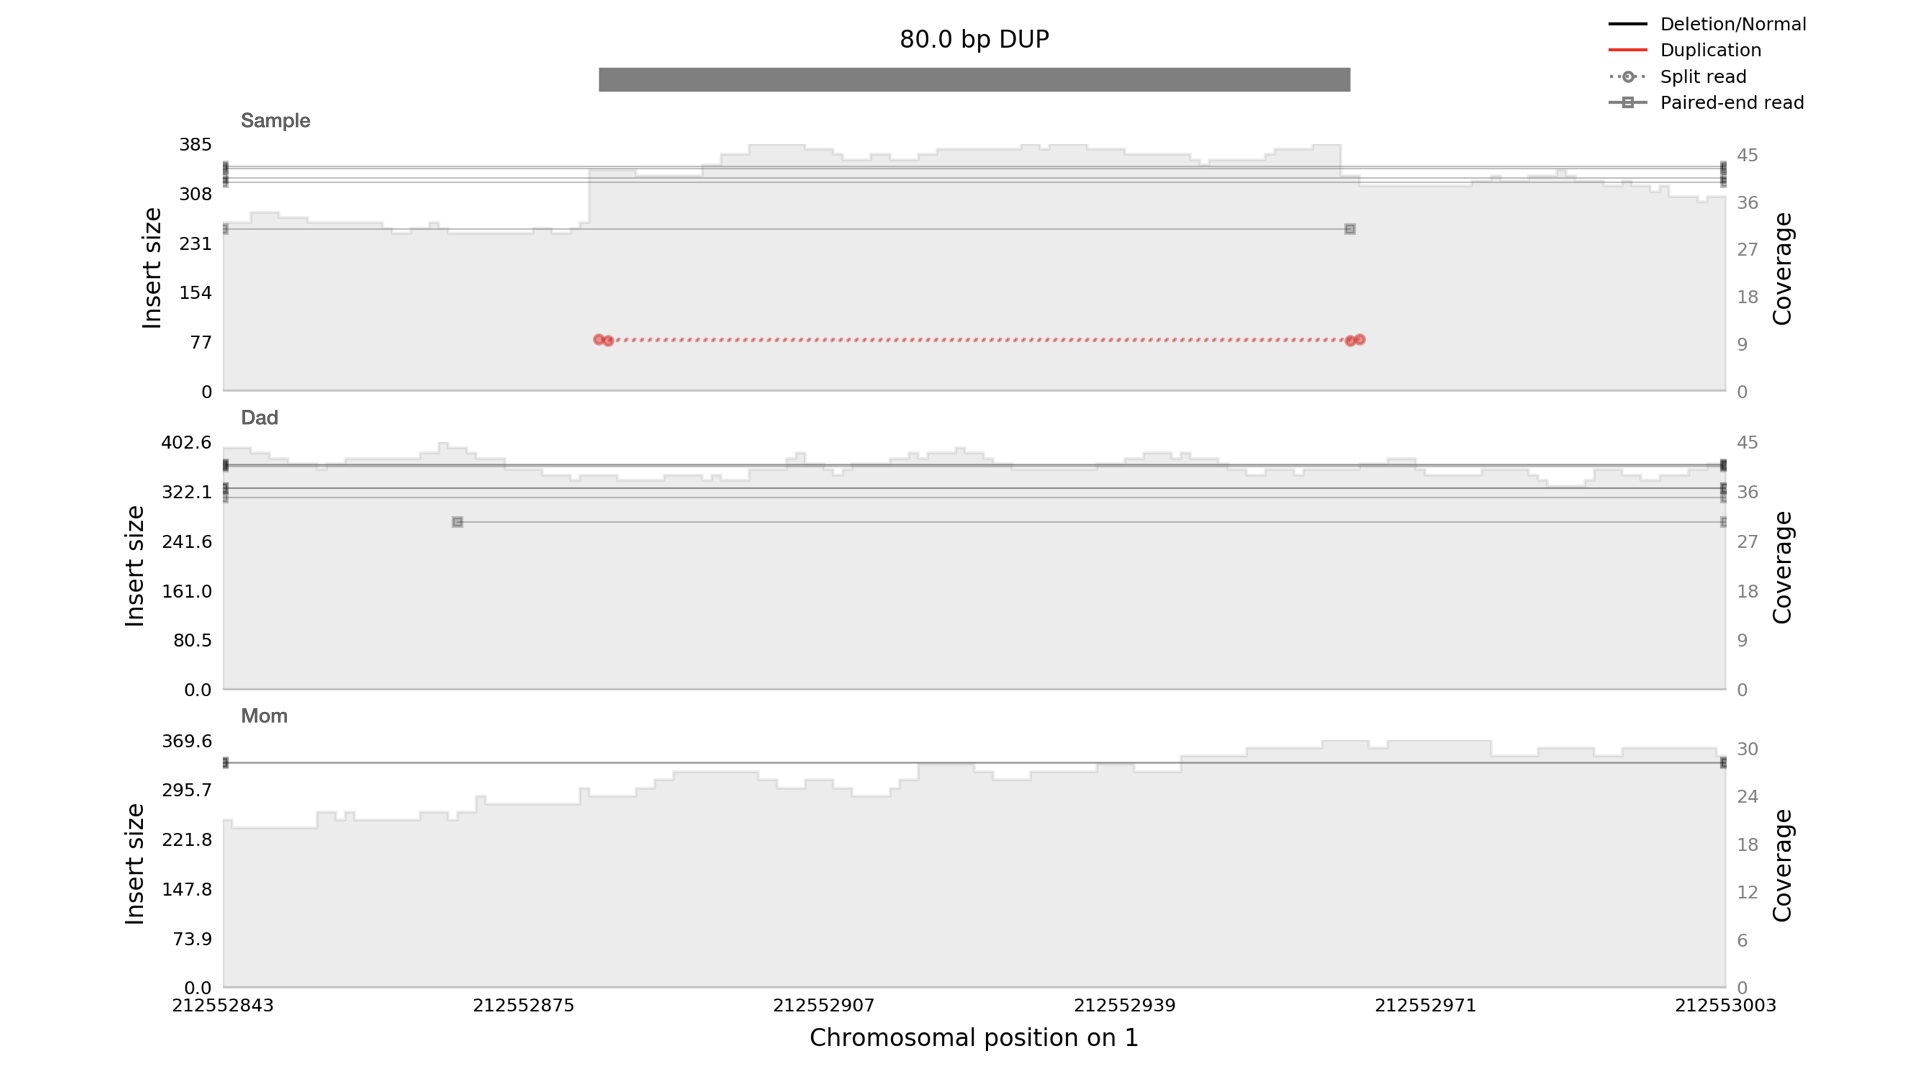 80.0 bp DUP
Deletion/Normal
Duplication
Split read
Paired-end read
Sample
385
308
231
154
77
0
Insert size
45
36
27
18
9
0
Coverage
Dad
402.6
322.1
241.6
161.0
80.5
0.0
Insert size
45
36
27
18
9
0
Coverage
Mom
369.6
295.7
221.8
147.8
73.9
0.0
Insert size
30
24
18
12
6
0
Coverage
212552843 212552875 212552907 212552939 212552971 212553003
Chromosomal position on 1